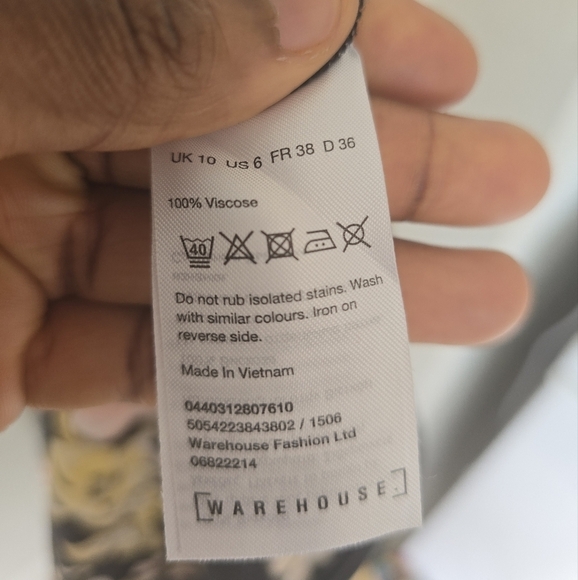 UK 10 US 6 FR 38 D 36
100% Viscose
40
Do not rub isolated stains. Wash
with similar colours. Iron on
reverse side.
Made In Vietnam
0440312807610
5054223843802 / 1506
Warehouse Fashion Ltd
06822214
[WAREHOUSE]